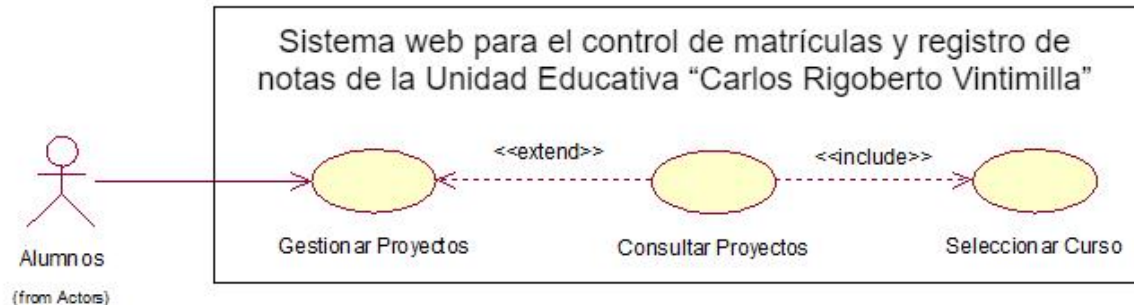 Sistema web para el control de matrículas y registro de
notas de la Unidad Educativa “Carlos Rigoberto Vintimilla”
<<extend>>
<<include>>
Gestionar Proyectos
Consultar Proyectos
Seleccionar Curso
Alumnos
(from Actors)